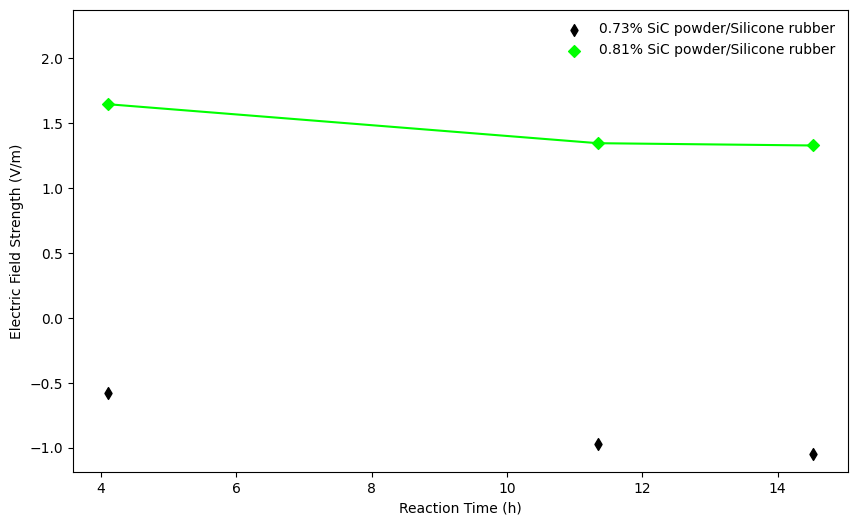 0.73% SiC powder/Silicone rubber
0.81% SiC powder/Silicone rubber
2.0
1.5
1.0
0.5
0.0
−0.5
−1.0
Electric Field Strength (V/m)
4 6 8 10 12 14
Reaction Time (h)